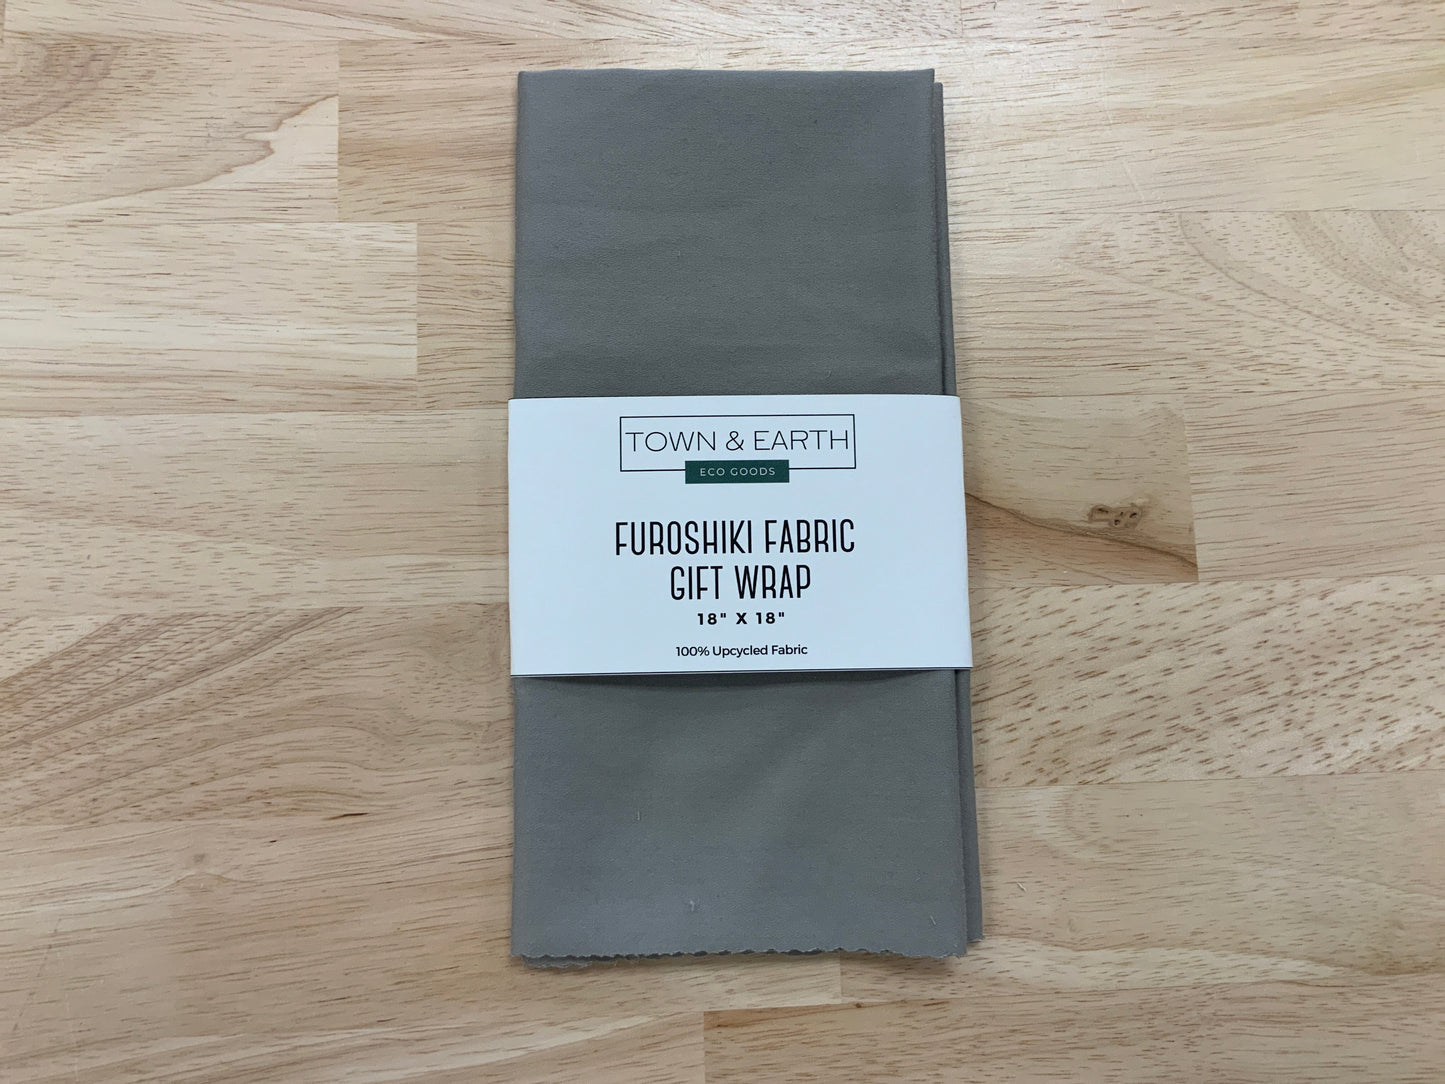 TOWN & EARTH
ECO GOODS
FUROSHIKI FABRIC
GIFT WRAP
18" X 18"
100% Upcycled Fabric